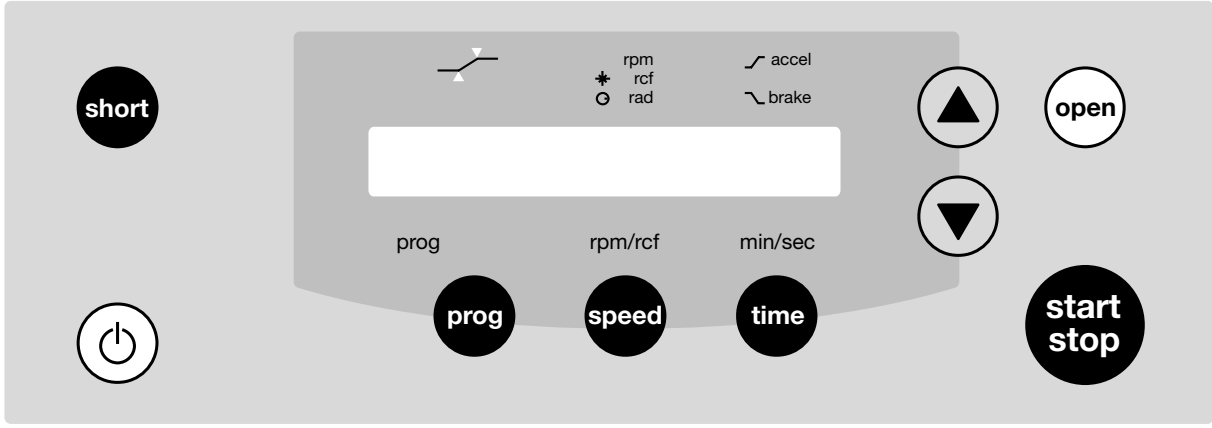 short
rpm
rcf
rad
accel
brake
open
prog
rpm/rcf
min/sec
prog
speed
time
start
stop